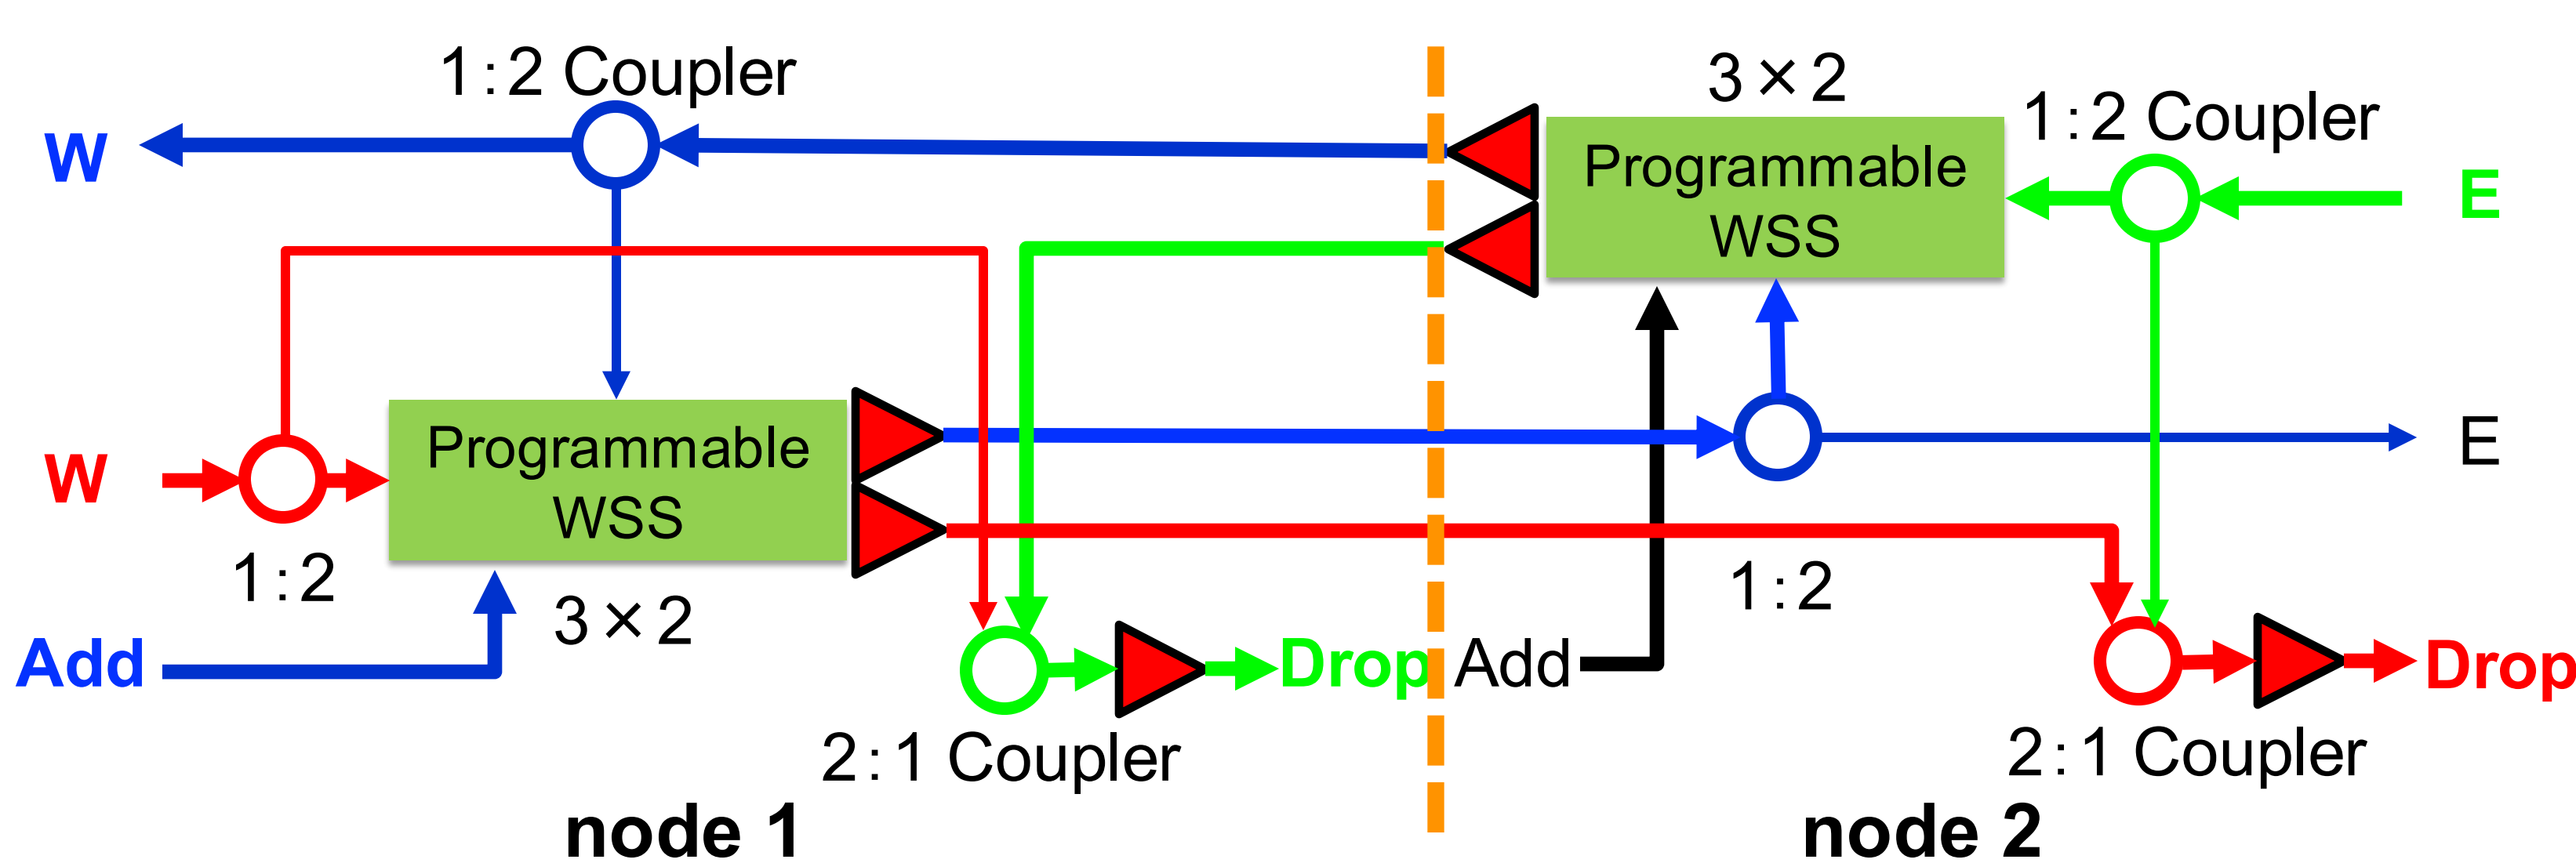 1:2 Coupler
3×2
1:2 Coupler
W
Programmable
WSS
E
W
Programmable
WSS
E
1:2
3×2
1:2
Add
Drop
Add
Drop
2:1 Coupler
2:1 Coupler
node 1
node 2